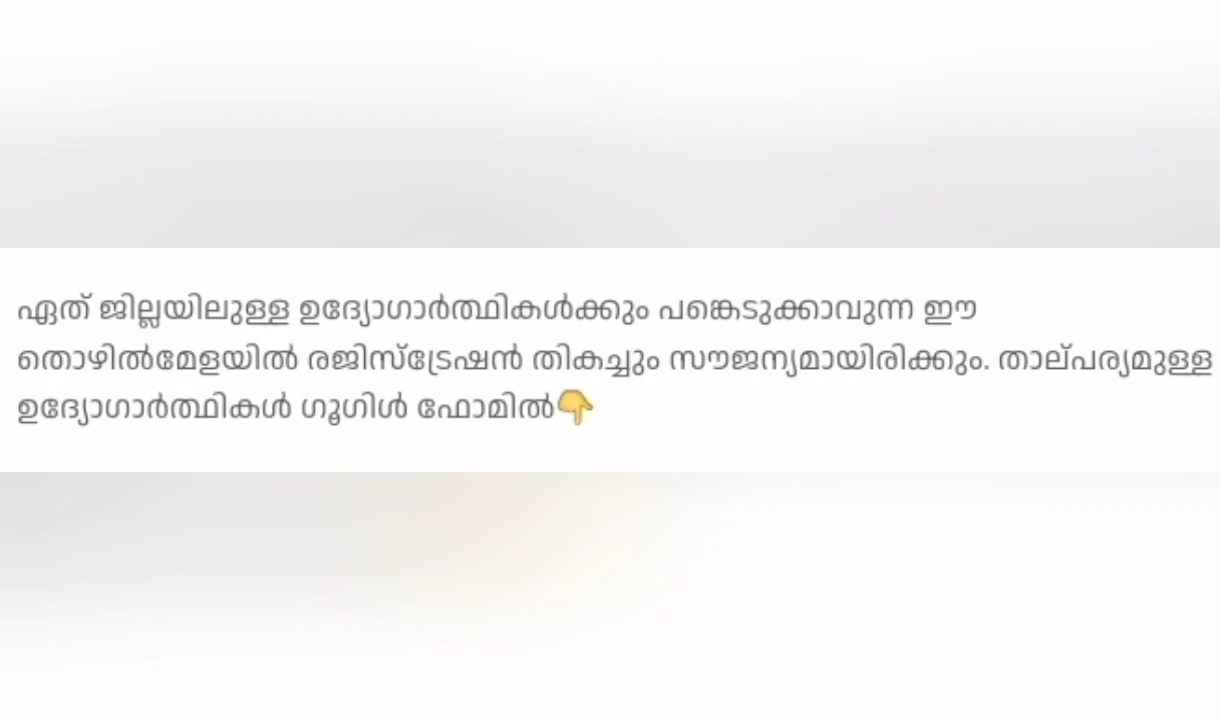 ഏത് ജില്ലയിലുള്ള ഉദ്യോഗാർത്ഥികൾക്കും പങ്കെടുക്കാവുന്ന ഈ
തൊഴിൽമേളയിൽ രജിസ്ട്രേഷൻ തികച്ചും സൗജന്യമായിരിക്കും. താല്പര്യമുള്ള
ഉദ്യോഗാർത്ഥികൾ ഗൂഗിൾ ഫോമിൽ👇